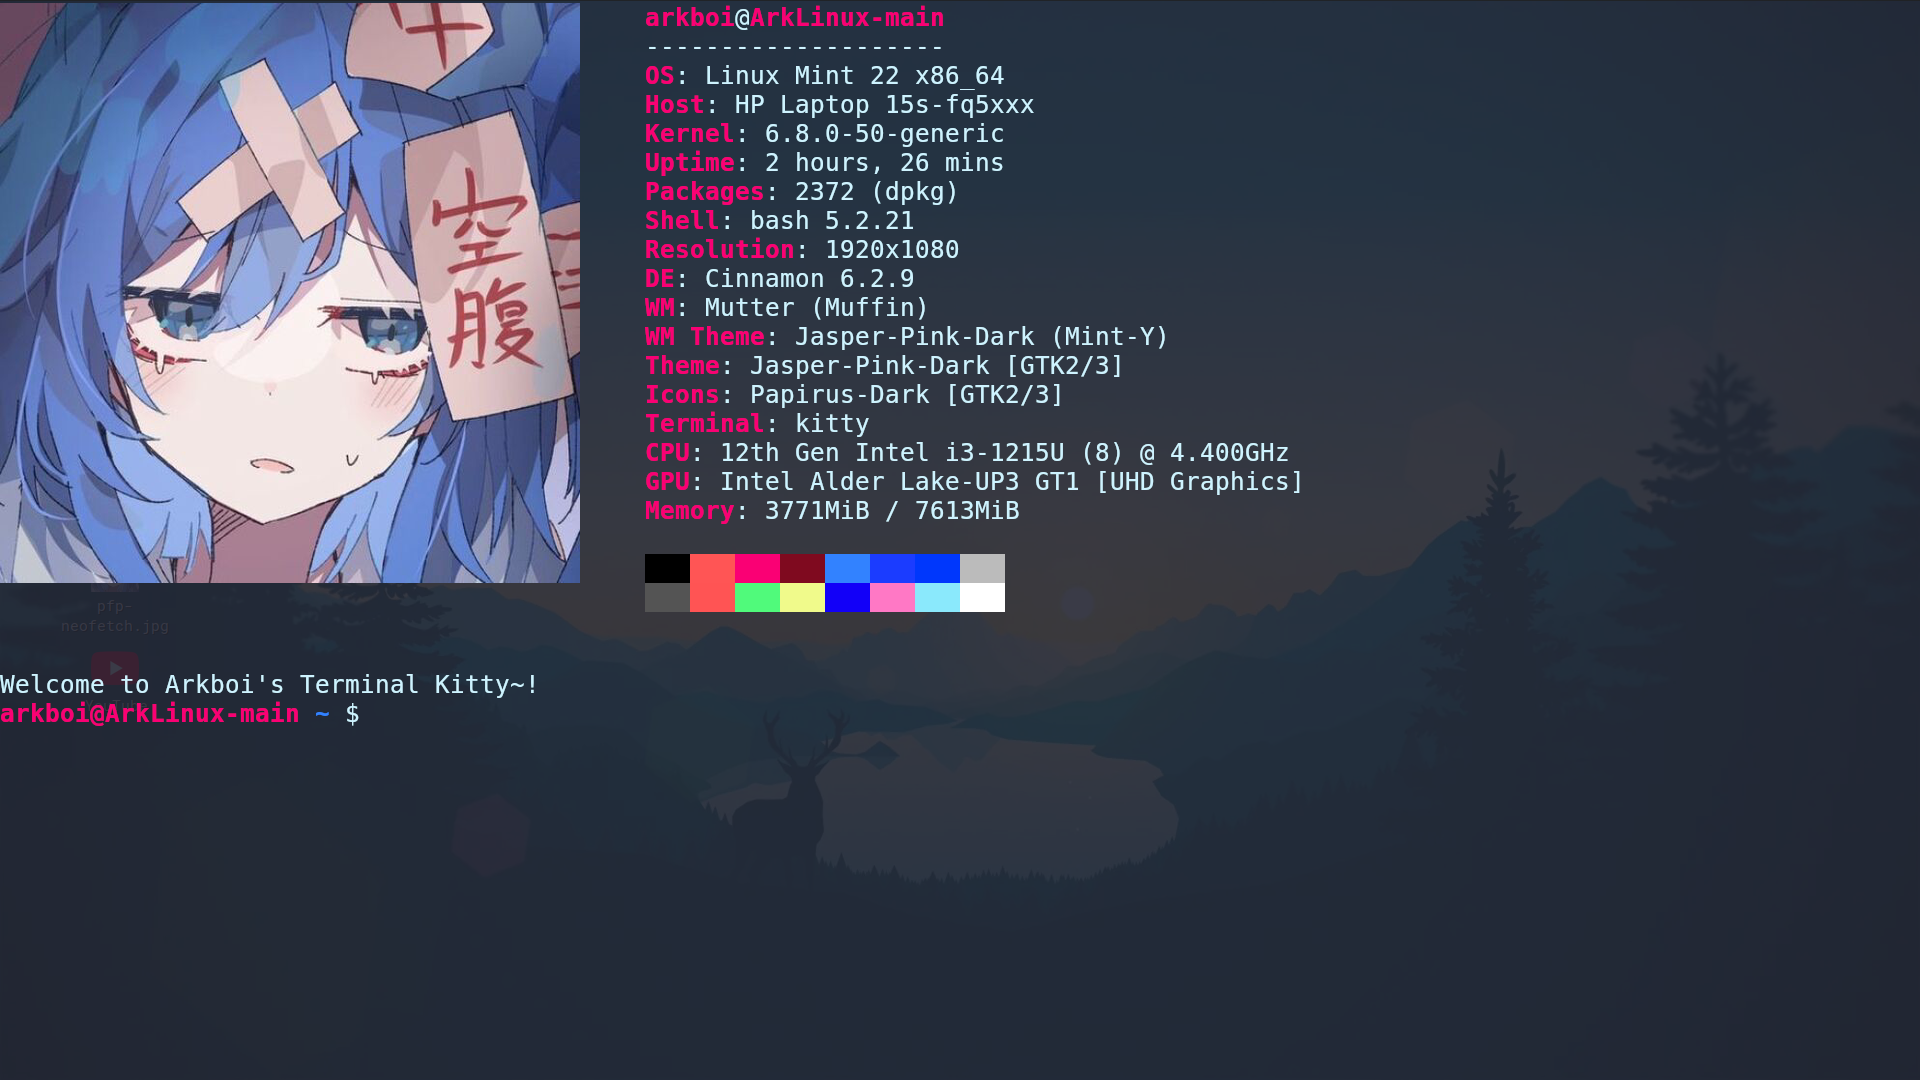 arkboi@ArkLinux-main
--------------------
OS: Linux Mint 22 x86_64
Host: HP Laptop 15s-fq5xxx
Kernel: 6.8.0-50-generic
Uptime: 2 hours, 26 mins
Packages: 2372 (dpkg)
Shell: bash 5.2.21
Resolution: 1920x1080
DE: Cinnamon 6.2.9
WM: Mutter (Muffin)
WM Theme: Jasper-Pink-Dark (Mint-Y)
Theme: Jasper-Pink-Dark [GTK2/3]
Icons: Papirus-Dark [GTK2/3]
Terminal: kitty
CPU: 12th Gen Intel i3-1215U (8) @ 4.400GHz
GPU: Intel Alder Lake-UP3 GT1 [UHD Graphics]
Memory: 3771MiB / 7613MiB
空腹
pfp-
neofetch.jpg
Welcome to Arkboi's Terminal Kitty~!
arkboi@ArkLinux-main ~ $